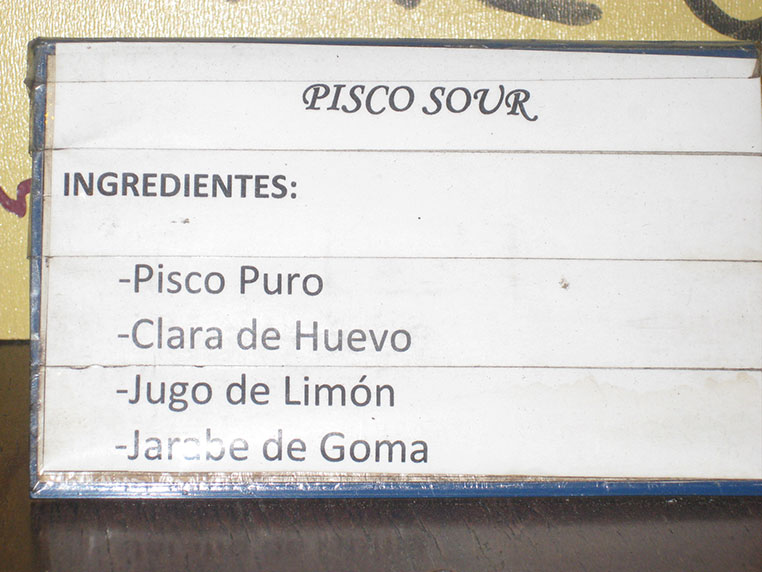 PISCO SOUR
INGREDIENTES:
-Pisco Puro
-Clara de Huevo
-Jugo de Limón
-Jarabe de Goma